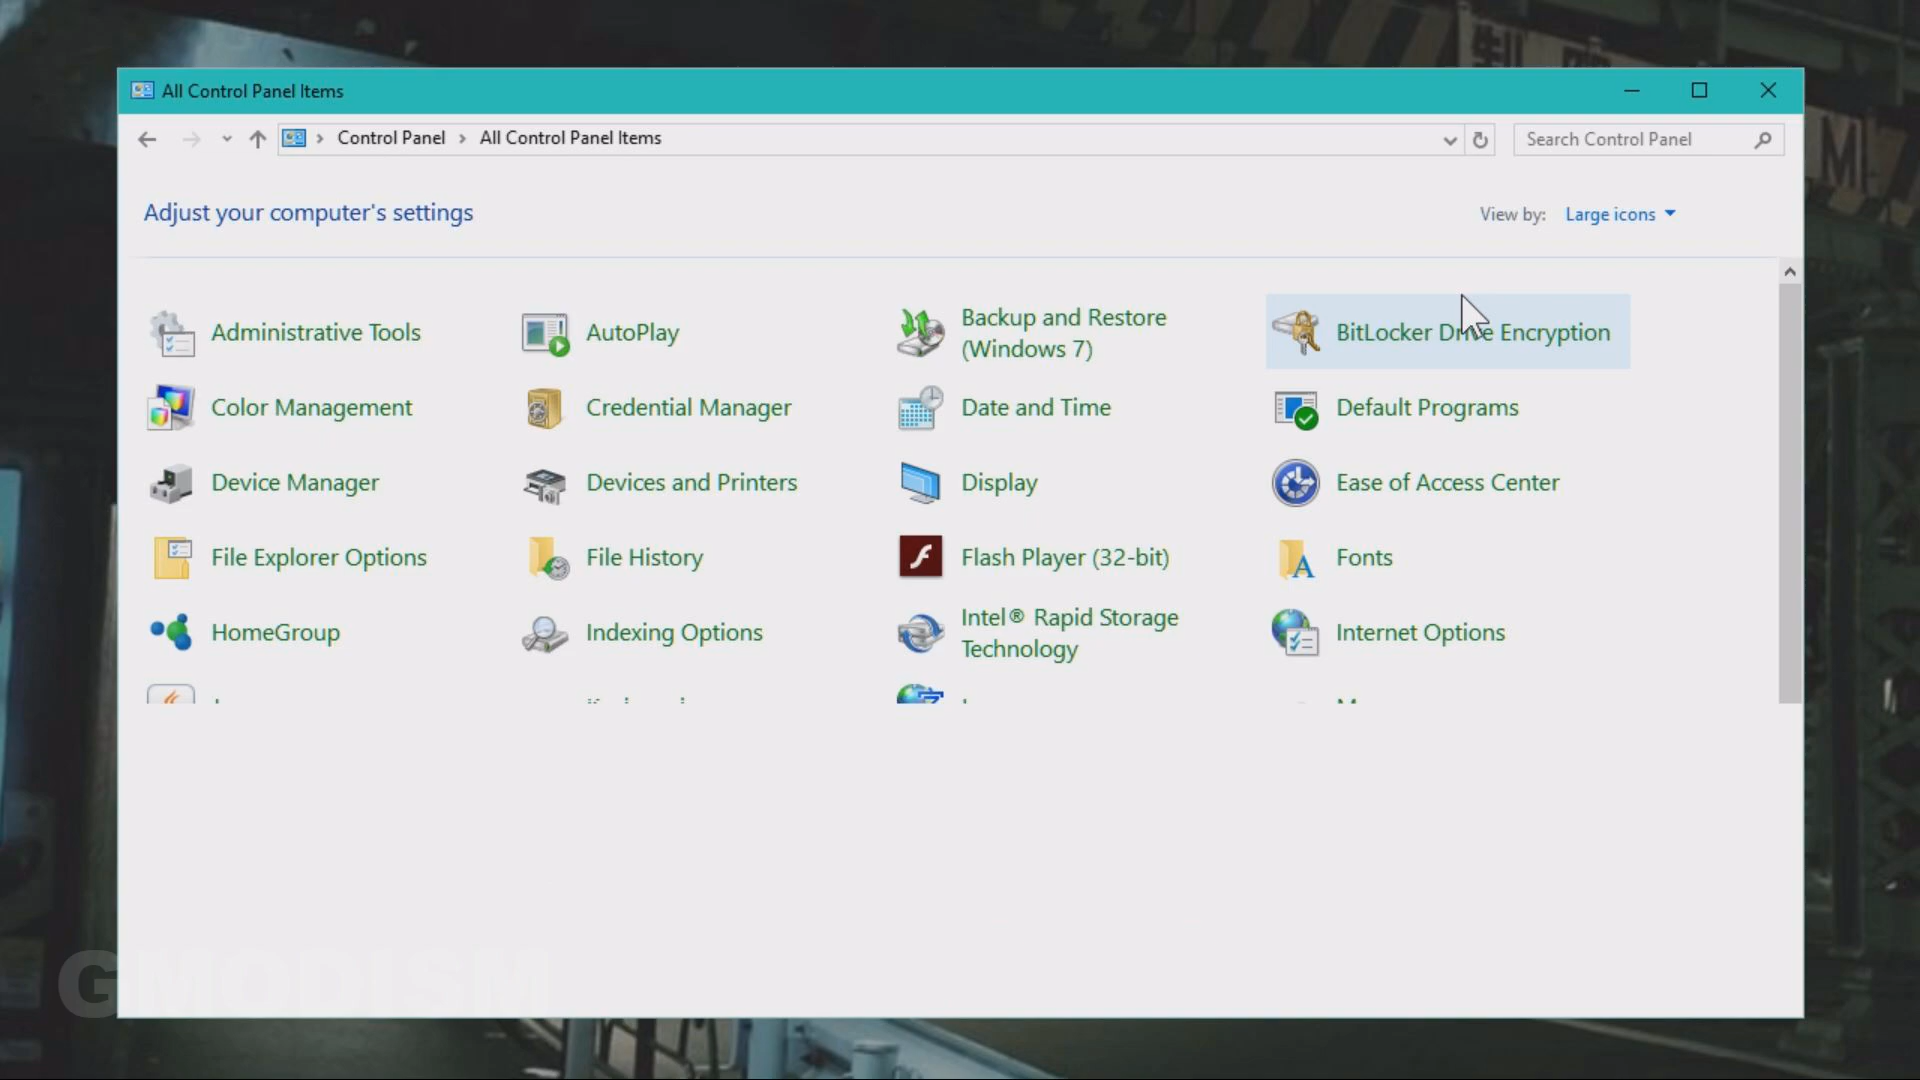 All Control Panel Items
Control Panel > All Control Panel Items
Search Control Panel
Adjust your computer's settings
View by: Large icons
Administrative Tools
AutoPlay
Backup and Restore
(Windows 7)
BitLocker Drive Encryption
Color Management
Credential Manager
Date and Time
Default Programs
Device Manager
Devices and Printers
Display
Ease of Access Center
File Explorer Options
File History
Flash Player (32-bit)
Fonts
HomeGroup
Indexing Options
Intel® Rapid Storage
Technology
Internet Options
GMODISM